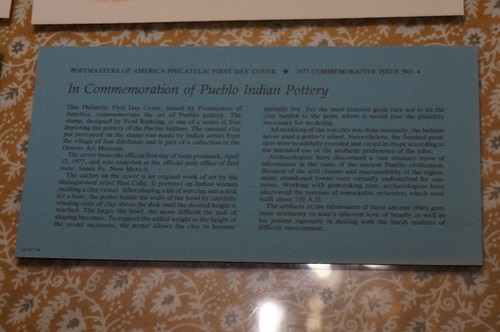 POSTMASTERS OF AMERICA PHILATELIC FIRST DAY COVER ★ 1977 COMMEMORATIVE ISSUE NO. 4
In Commemoration of Pueblo Indian Pottery
This Philatelic First Day Cover, issued by Postmasters of
America, commemorates the art of Pueblo pottery. The
stamp, designed by Ford Ruthling, is one of a series of four
depicting the pottery of the Pueblo Indians. The unusual clay
pot portrayed on the stamp was made by Indian artists from
the village of San Ildefonso and is part of a collection in the
Denver Art Museum.
The cover bears the official first day of issue postmark, April
13, 1977, and was canceled at the official post office of first
issue, Santa Fe, New Mexico.
The cachet on the cover is an original work of art by the
distinguished artist Paul Calle. It portrays an Indian woman
molding a clay vessel. After shaping a bit of wet clay into a disk
for a base, the potter builds the walls of the bowl by carefully
winding coils of clay above the disk until the desired height is
reached. The larger the bowl, the more difficult the task of
shaping becomes. To support the added weight as the height of
the vessel increases, the potter allows the clay to become
partially dry. Yet she must exercise great care not to let the
clay harden to the point where it would lose the pliability
necessary for modeling.
All modeling of the wet clay was done manually; the Indians
never used a potter's wheel. Nevertheless, the finished prod-
ucts were beautifully rounded and varied in shape according to
the intended use or the aesthetic preference of the tribe.
Archaeologists have discovered a vast treasure trove of
information in the ruins of the ancient Pueblo civilization.
Because of the arid climate and inaccessibility of the region,
many abandoned towns were virtually undisturbed for cen-
turies. Working with painstaking care, archaeologists have
uncovered the remains of remarkable structures which were
built about 750 A.D.
The artifacts of the inhabitants of these ancient cities gave
mute testimony to man's inherent love of beauty as well as
his patient ingenuity in dealing with the harsh realities of
difficult environment.